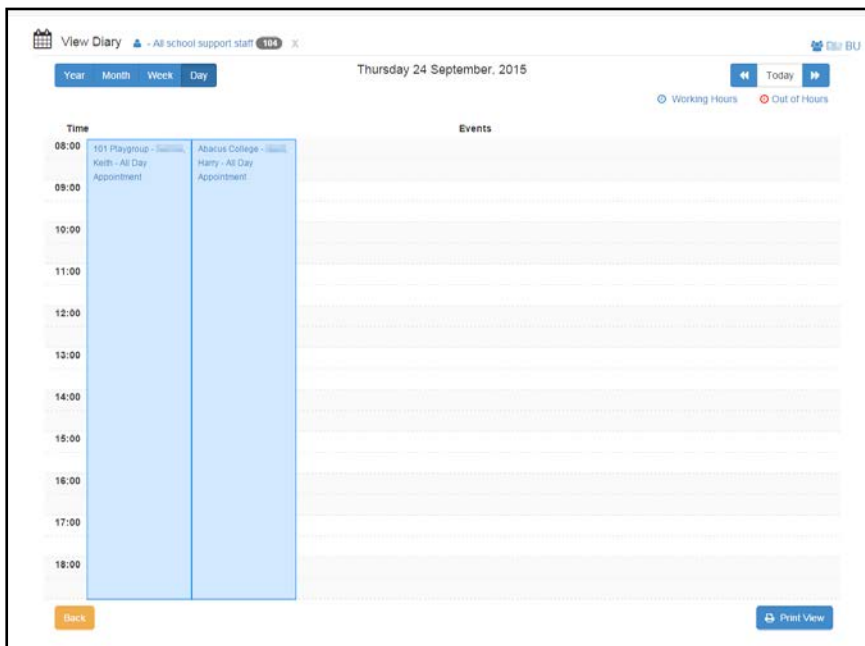 View Diary - All school support staff 104 X
BU
Year Month Week Day
Thursday 24 September, 2015
Today
Working Hours Out of Hours
Time Events
08:00
101 Playgroup -
Keith - All Day
Appointment
Abacus College -
Harry - All Day
Appointment
09:00
10:00
11:00
12:00
13:00
14:00
15:00
16:00
17:00
18:00
Back
Print View